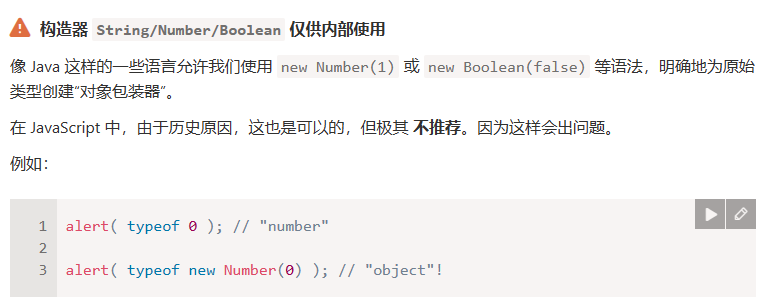 构造器 String/Number/Boolean 仅供内部使用
像 Java 这样的一些语言允许我们使用 new Number(1) 或 new Boolean(false) 等语法，明确地为原始
类型创建“对象包装器”。
在 JavaScript 中，由于历史原因，这也是可以的，但极其 不推荐。因为这样会出问题。
例如：
1 alert( typeof 0 ); // "number"
2
3 alert( typeof new Number(0) ); // "object"!